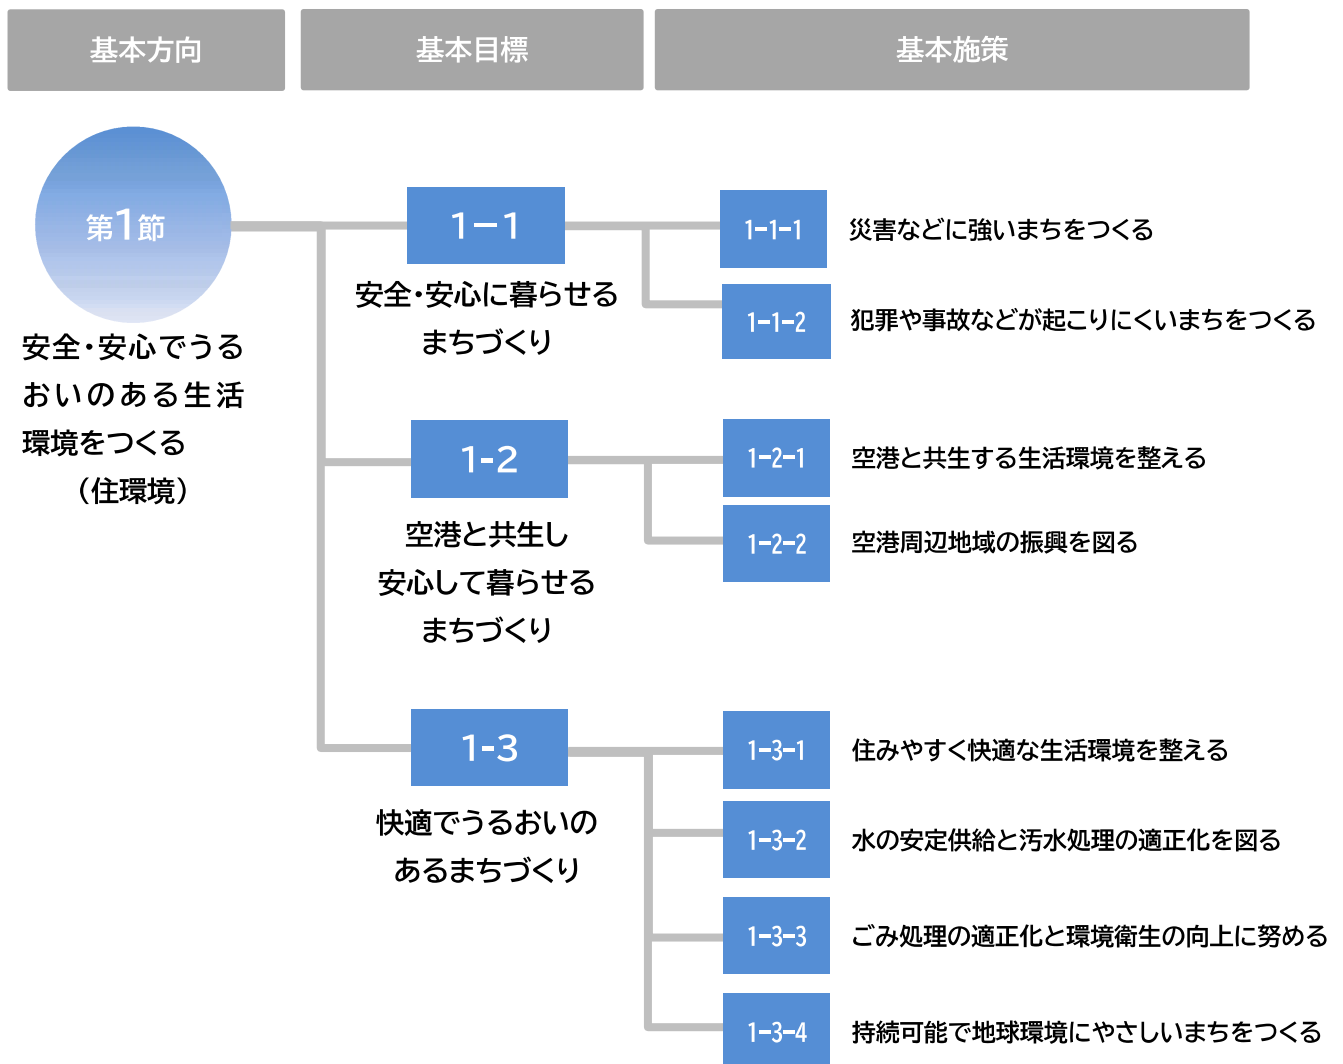 基本方向
基本目標
基本施策
第1節
安全・安心でうる
おいのある生活
環境をつくる
（住環境）
1－1
安全・安心に暮らせる
まちづくり
1-1-1
災害などに強いまちをつくる
1-1-2
犯罪や事故などが起こりにくいまちをつくる
1-2
空港と共生し
安心して暮らせる
まちづくり
1-2-1
空港と共生する生活環境を整える
1-2-2
空港周辺地域の振興を図る
1-3
快適でうるおいの
あるまちづくり
1-3-1
住みやすく快適な生活環境を整える
1-3-2
水の安定供給と汚水処理の適正化を図る
1-3-3
ごみ処理の適正化と環境衛生の向上に努める
1-3-4
持続可能で地球環境にやさしいまちをつくる